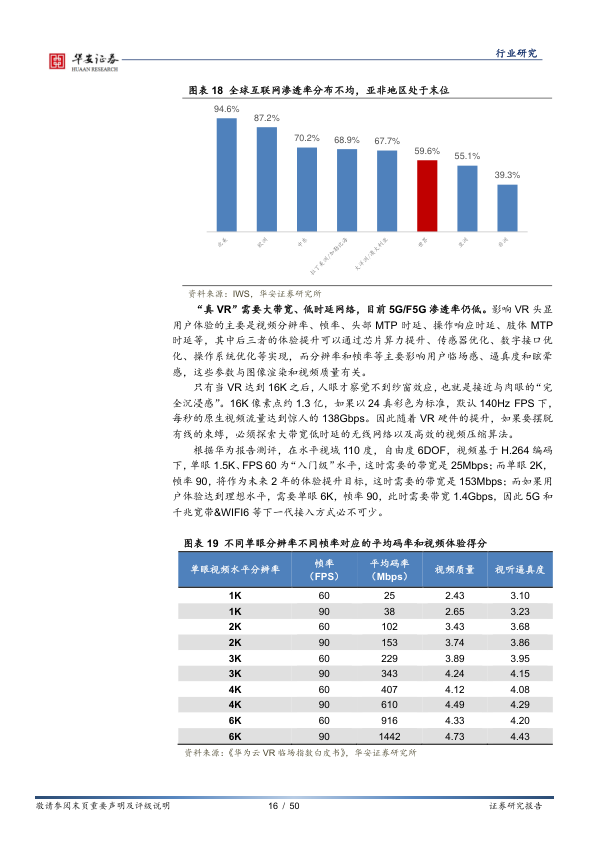 华安证券
HUAAN RESEARCH
行业研究
图表 18 全球互联网渗透率分布不均，亚非地区处于末位
94.6%
87.2%
70.2%
68.9%
67.7%
59.6%
55.1%
39.3%
北美
欧洲
中东
拉丁美洲/加勒比海
大洋洲/澳大利亚
世界
亚洲
非洲
资料来源：IWS，华安证券研究所
“真 VR”需要大带宽、低时延网络，目前 5G/F5G 渗透率仍低。影响 VR 头显
用户体验的主要是视频分辨率、帧率、头部 MTP 时延、操作响应时延、肢体 MTP
时延等，其中后三者的体验提升可以通过芯片算力提升、传感器优化、数字接口优
化、操作系统优化等实现，而分辨率和帧率等主要影响用户临场感、逼真度和眩晕
感，这些参数与图像渲染和视频质量有关。
只有当 VR 达到 16K 之后，人眼才察觉不到纱窗效应，也就是接近与肉眼的“完
全沉浸感”。16K 像素点约 1.3 亿，如果以 24 真彩色为标准，默认 140Hz FPS 下，
每秒的原生视频流量达到惊人的 138Gbps。因此随着 VR 硬件的提升，如果要摆脱
有线的束缚，必须探索大带宽低时延的无线网络以及高效的视频压缩算法。
根据华为报告测评，在水平视域 110 度，自由度 6DOF，视频基于 H.264 编码
下，单眼 1.5K、FPS 60 为“入门级”水平，这时需要的带宽是 25Mbps；而单眼 2K，
帧率 90，将作为未来 2 年的体验提升目标，这时需要的带宽是 153Mbps；而如果用
户体验达到理想水平，需要单眼 6K，帧率 90，此时需要带宽 1.4Gbps，因此 5G 和
千兆宽带&WIFI6 等下一代接入方式必不可少。
图表 19 不同单眼分辨率不同帧率对应的平均码率和视频体验得分
单眼视频水平分辨率 帧率（FPS） 平均码率（Mbps） 视频质量 视听逼真度
1K 60 25 2.43 3.10
1K 90 38 2.65 3.23
2K 60 102 3.43 3.68
2K 90 153 3.74 3.86
3K 60 229 3.89 3.95
3K 90 343 4.24 4.15
4K 60 407 4.12 4.08
4K 90 610 4.49 4.29
6K 60 916 4.33 4.20
6K 90 1442 4.73 4.43
资料来源：《华为云 VR 临场指数白皮书》，华安证券研究所
敬请参阅末页重要声明及评级说明 16 / 50 证券研究报告